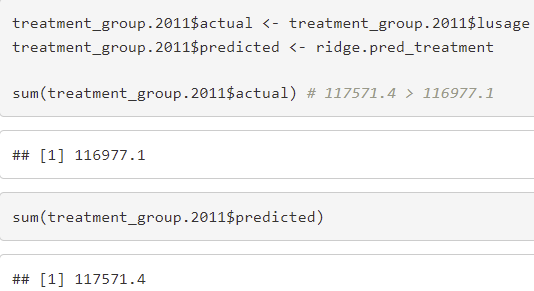 treatment_group.2011$actual <- treatment_group.2011$lusage
treatment_group.2011$predicted <- ridge.pred_treatment
sum(treatment_group.2011$actual) # 117571.4 > 116977.1
## [1] 116977.1
sum(treatment_group.2011$predicted)
## [1] 117571.4